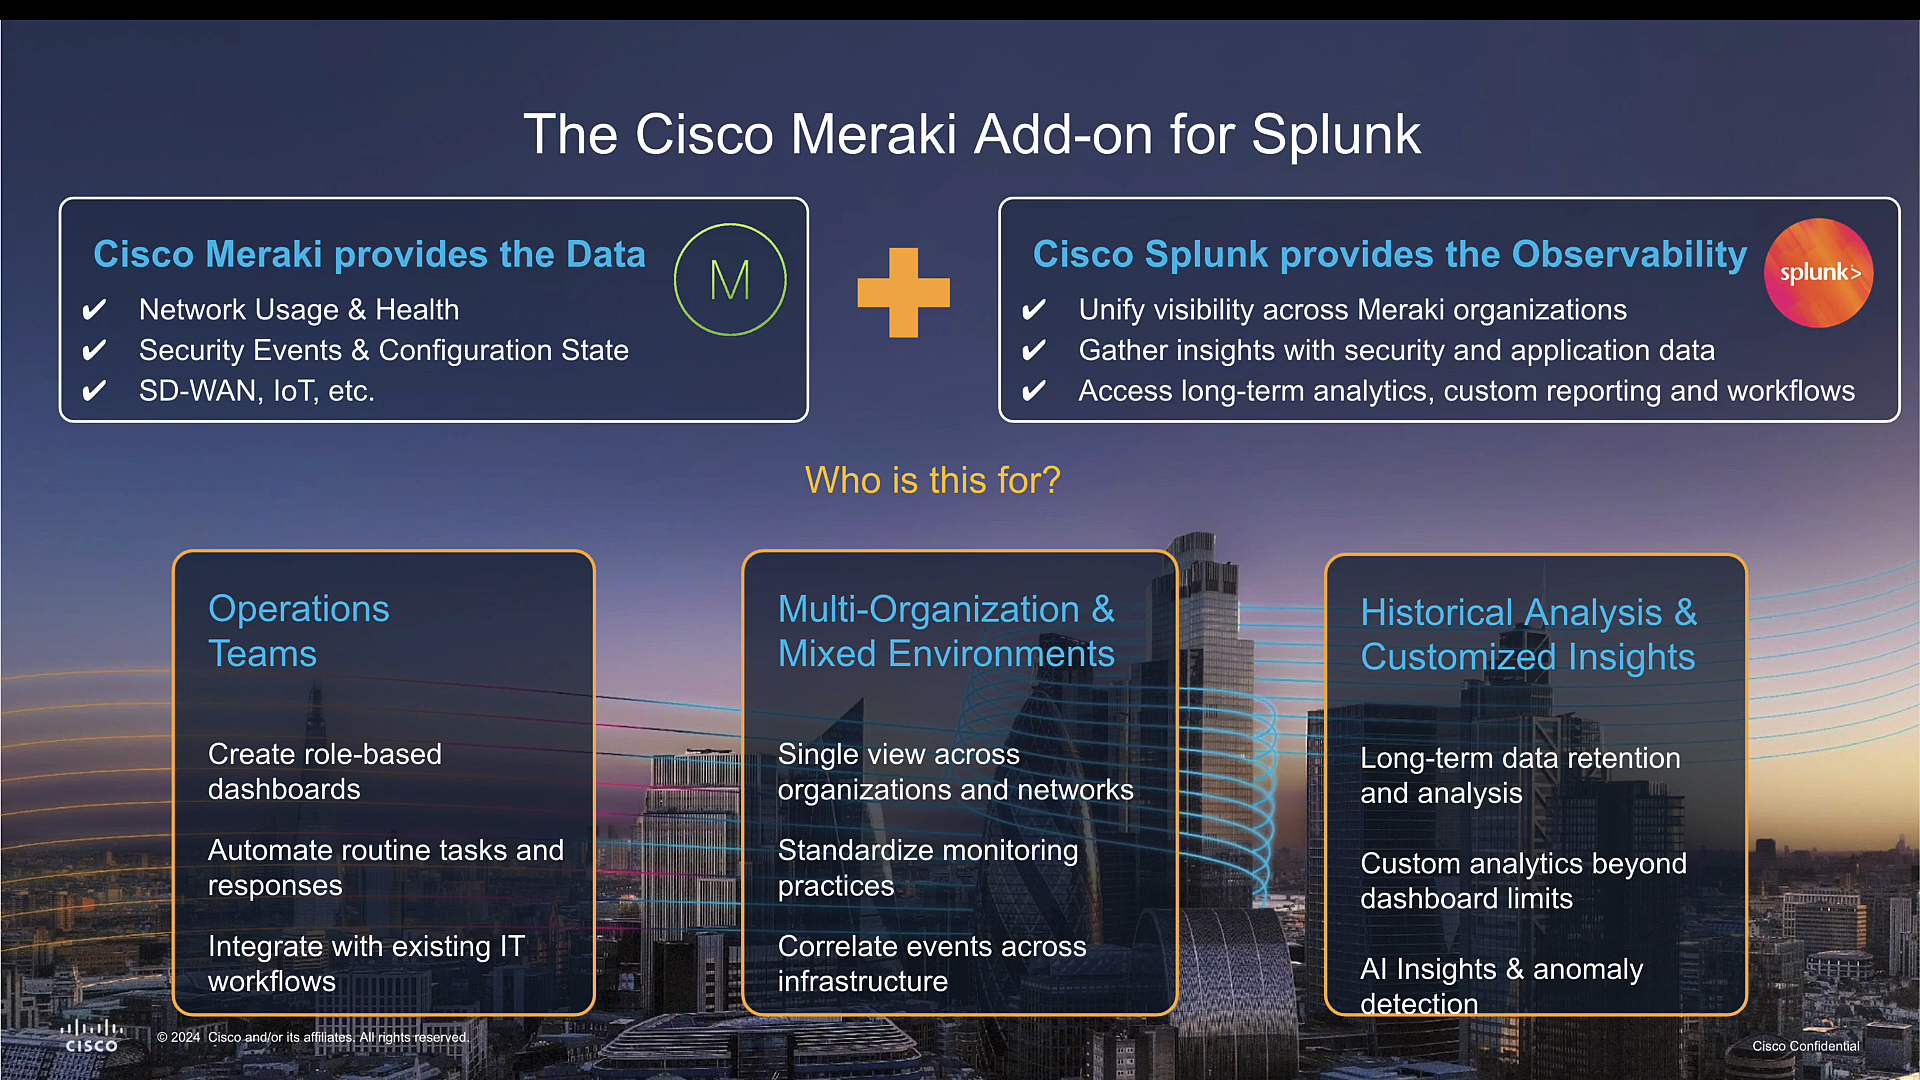 The Cisco Meraki Add-on for Splunk
Cisco Meraki provides the Data
M
✔ Network Usage & Health
✔ Security Events & Configuration State
✔ SD-WAN, IoT, etc.
Cisco Splunk provides the Observability
splunk>
✔ Unify visibility across Meraki organizations
✔ Gather insights with security and application data
✔ Access long-term analytics, custom reporting and workflows
Who is this for?
Operations
Teams
Create role-based
dashboards
Automate routine tasks and
responses
Integrate with existing IT
workflows
Multi-Organization &
Mixed Environments
Single view across
organizations and networks
Standardize monitoring
practices
Correlate events across
infrastructure
Historical Analysis &
Customized Insights
Long-term data retention
and analysis
Custom analytics beyond
dashboard limits
AI Insights & anomaly
detection
CISCO
© 2024 Cisco and/or its affiliates. All rights reserved.
Cisco Confidential